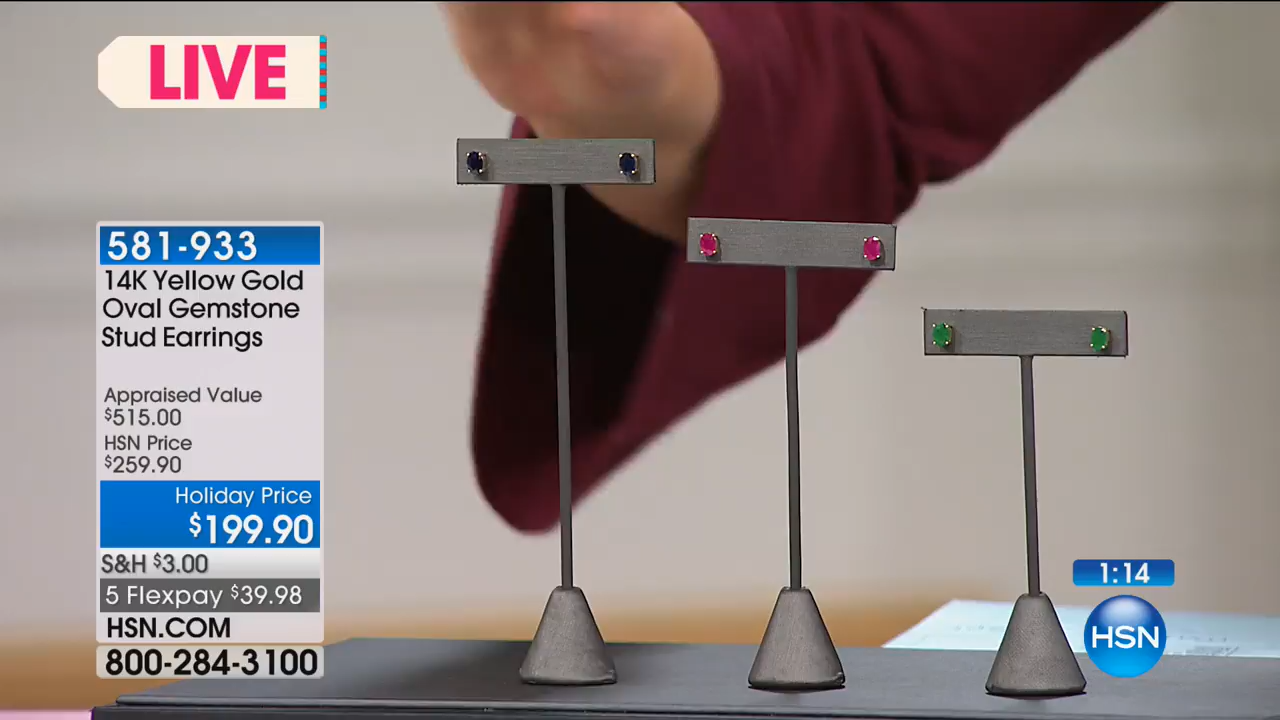 LIVE
581-933
14K Yellow Gold
Oval Gemstone
Stud Earrings
Appraised Value
$515.00
HSN Price
$259.90
Holiday Price
$199.90
S&H $3.00
5 Flexpay $39.98
HSN.COM
800-284-3100
1:14
HSN